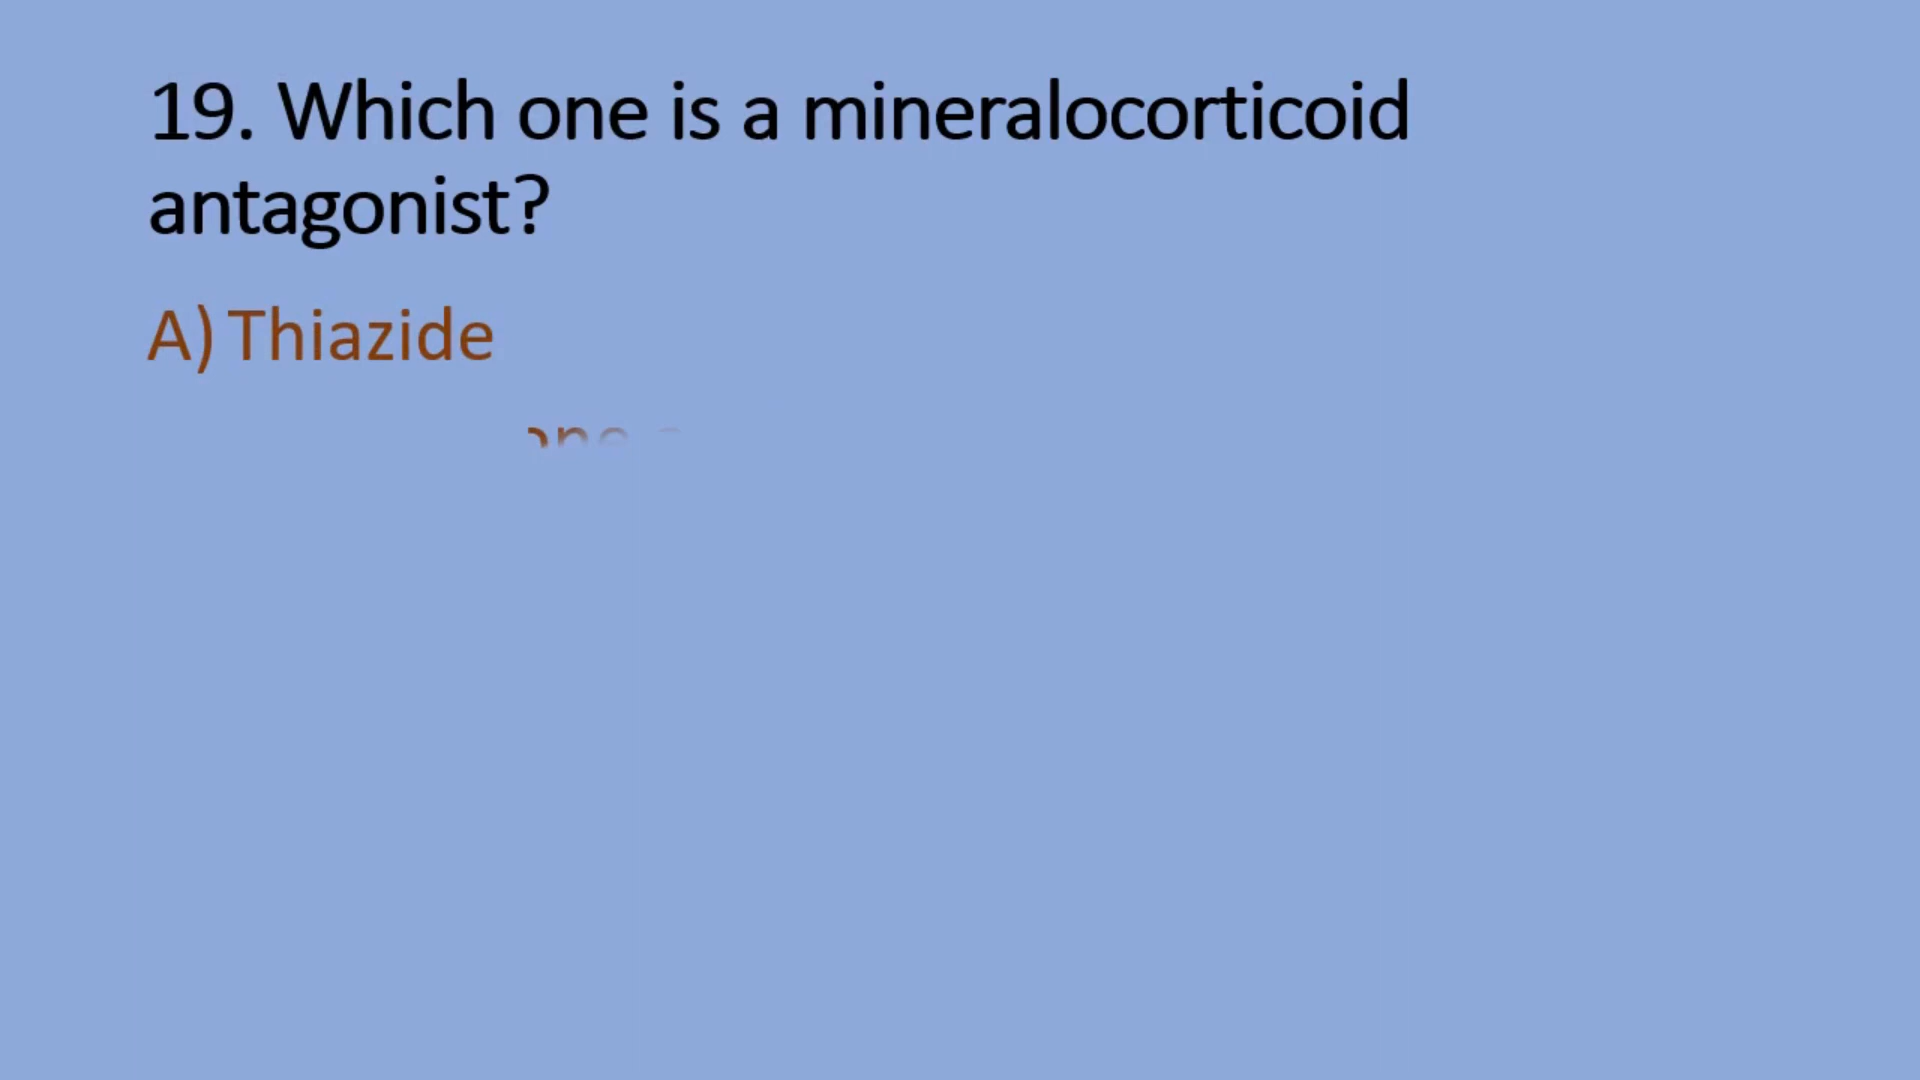 19. Which one is a mineralocorticoid
antagonist?
A) Thiazide